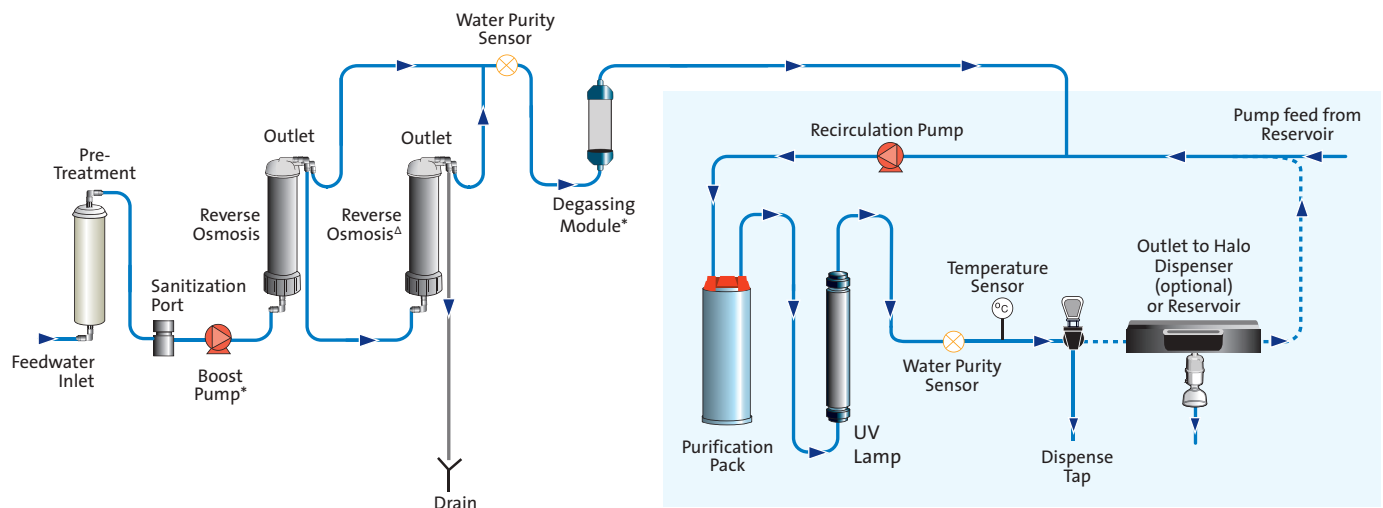 Water Purity
Sensor
Pre-
Treatment
Outlet
Outlet
Reverse
Osmosis
Reverse
Osmosis△
Sanitization
Port
Feedwater
Inlet
Boost
Pump*
Drain
Degassing
Module*
Recirculation Pump
Pump feed from
Reservoir
Purification
Pack
UV
Lamp
Water Purity
Sensor
Temperature
Sensor
°C
Dispense
Tap
Outlet to Halo
Dispenser
(optional)
or Reservoir